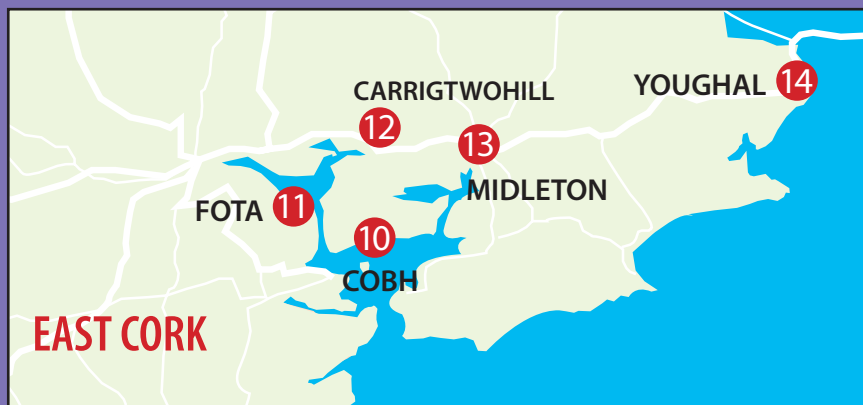 CARRIGTWOHILL
12
YOUGHAL 14
13
MIDLETON
FOTA 11
10
COBH
EAST CORK